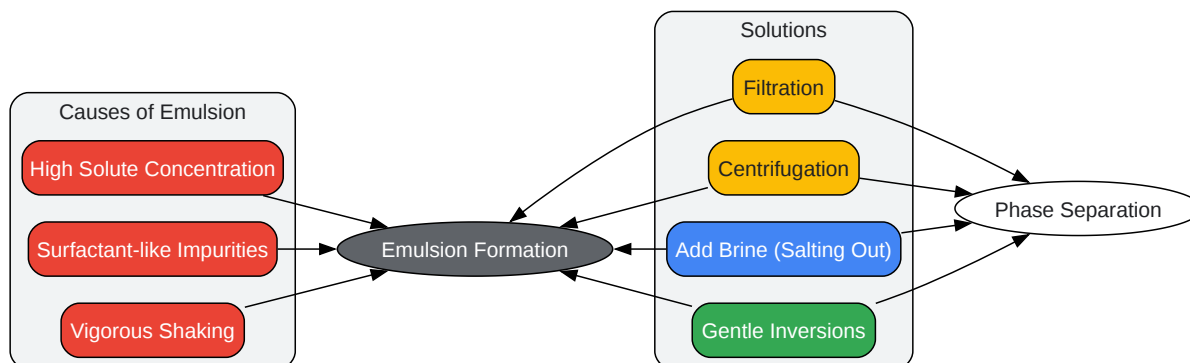 Causes of Emulsion
High Solute Concentration
Surfactant-like Impurities
Vigorous Shaking
Emulsion Formation
Solutions
Filtration
Centrifugation
Add Brine (Salting Out)
Gentle Inversions
Phase Separation